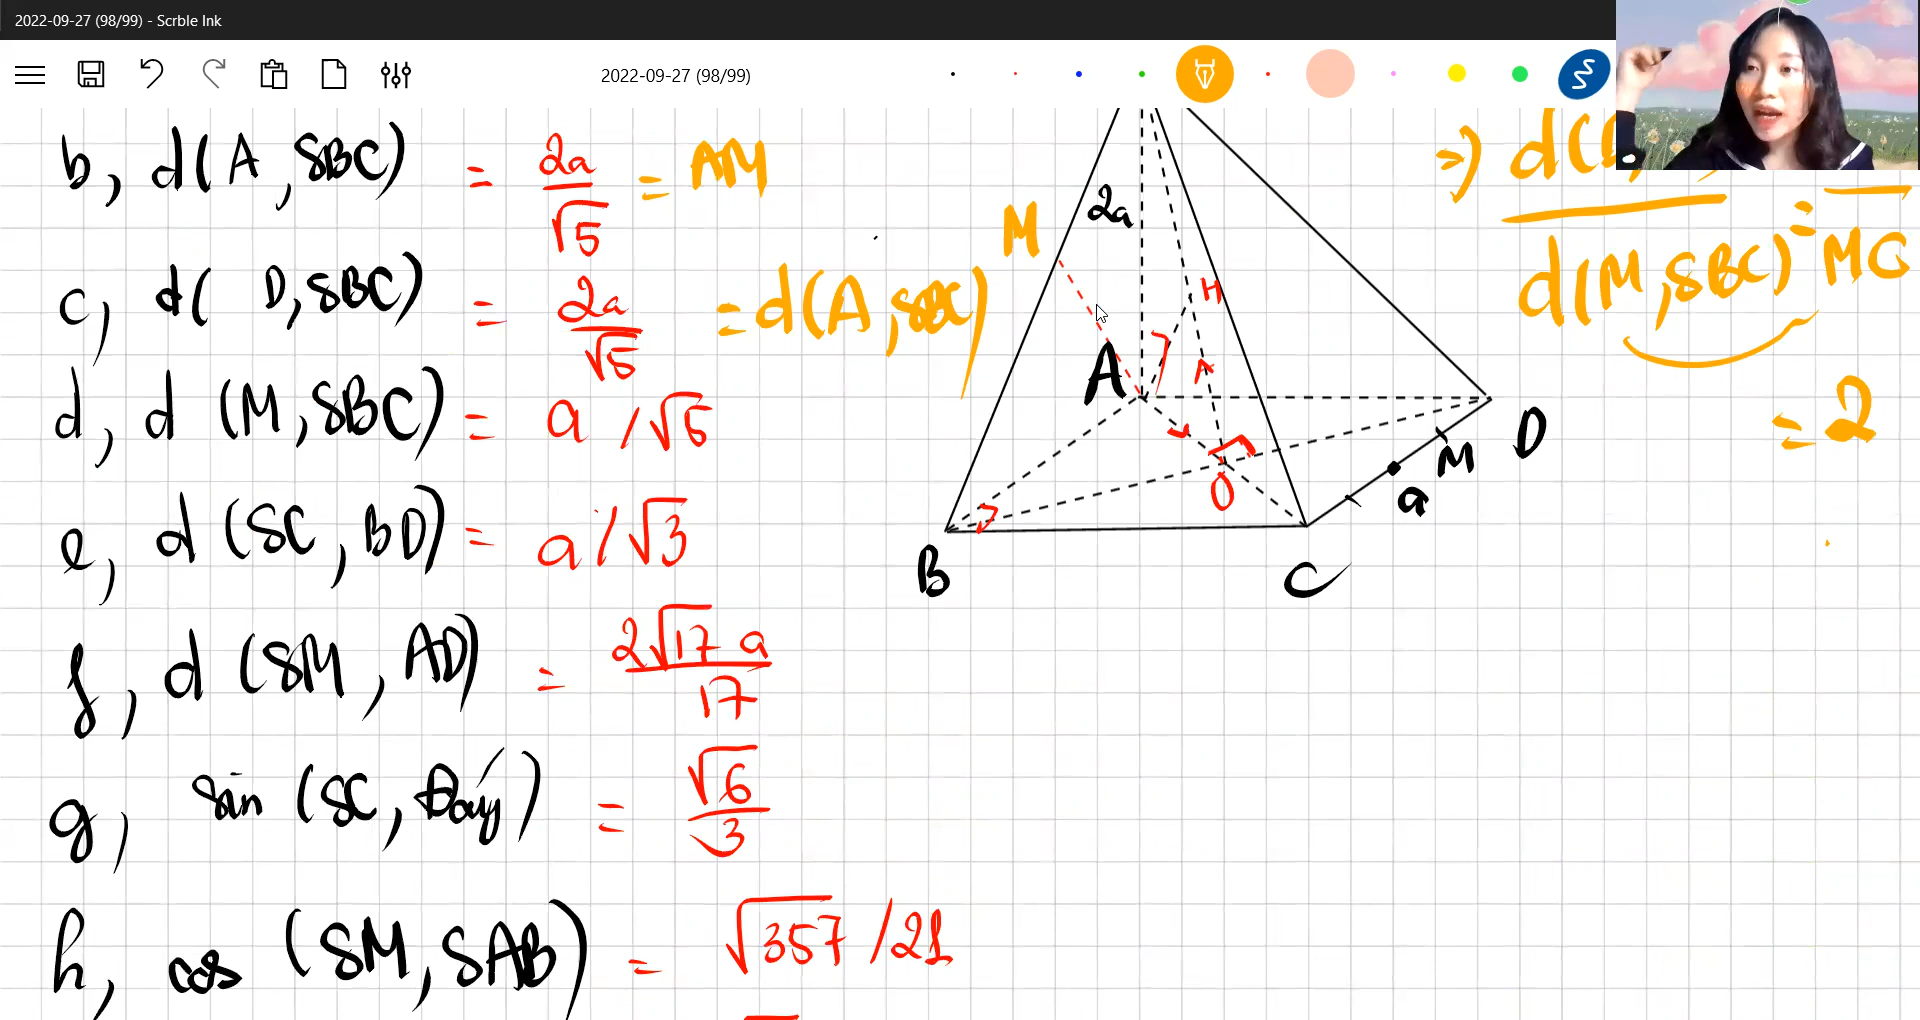 2022-09-27 (98/99) - Scrble Ink
2022-09-27 (98/99)
b, d(A, SBC) = 2a/√5 = AM
c, d(D, SBC) = 2a/√5 = d(A, SBC)
d, d(M, SBC) = a/√5
e, d(SC, BD) = a/√3
f, d(SM, AD) = 2√17 a/17
g, sin(SC, Đáy) = √6/3
h, cos(SM, SAB) = √357/21
2a
M
H
A
A
O
B
C
D
M
a
=> d(
d(M, SBC) = MC
= 2